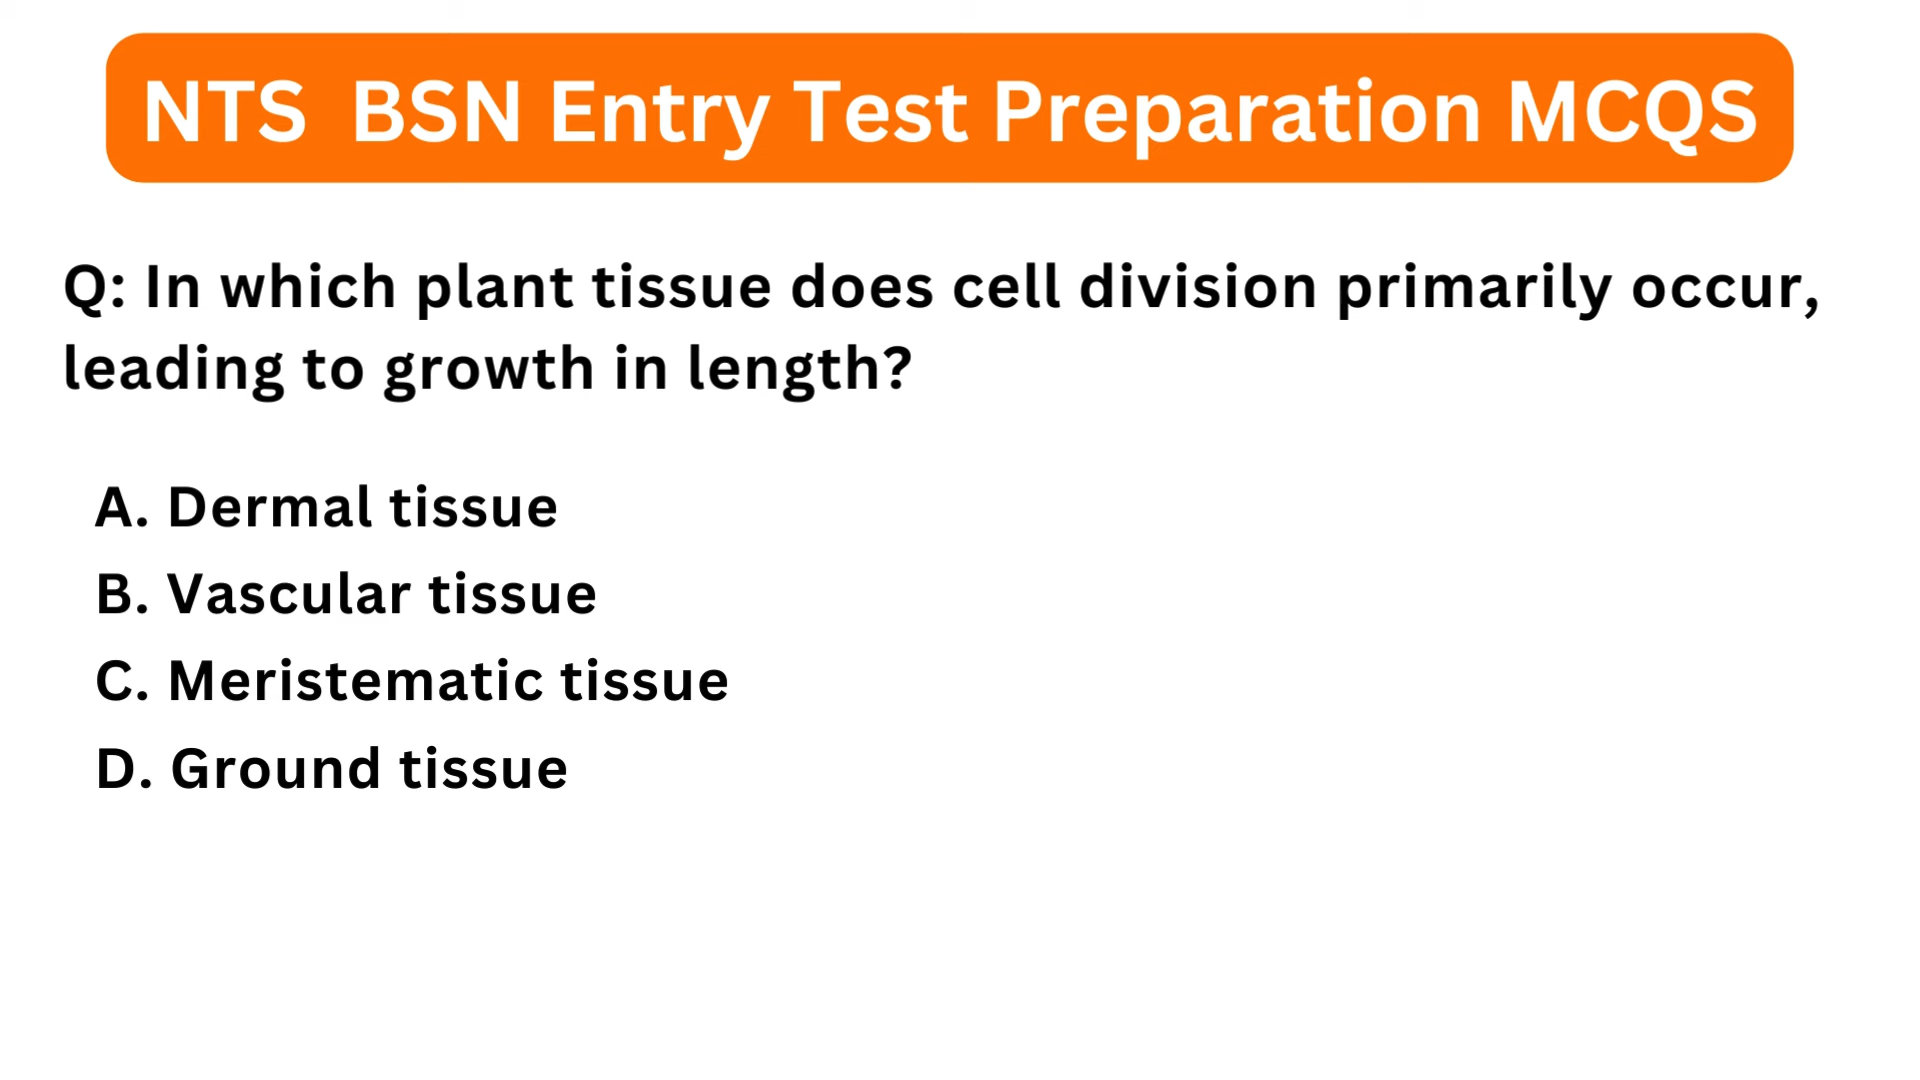 NTS  BSN Entry Test Preparation MCQS
Q: In which plant tissue does cell division primarily occur,
leading to growth in length?
A. Dermal tissue
B. Vascular tissue
C. Meristematic tissue
D. Ground tissue